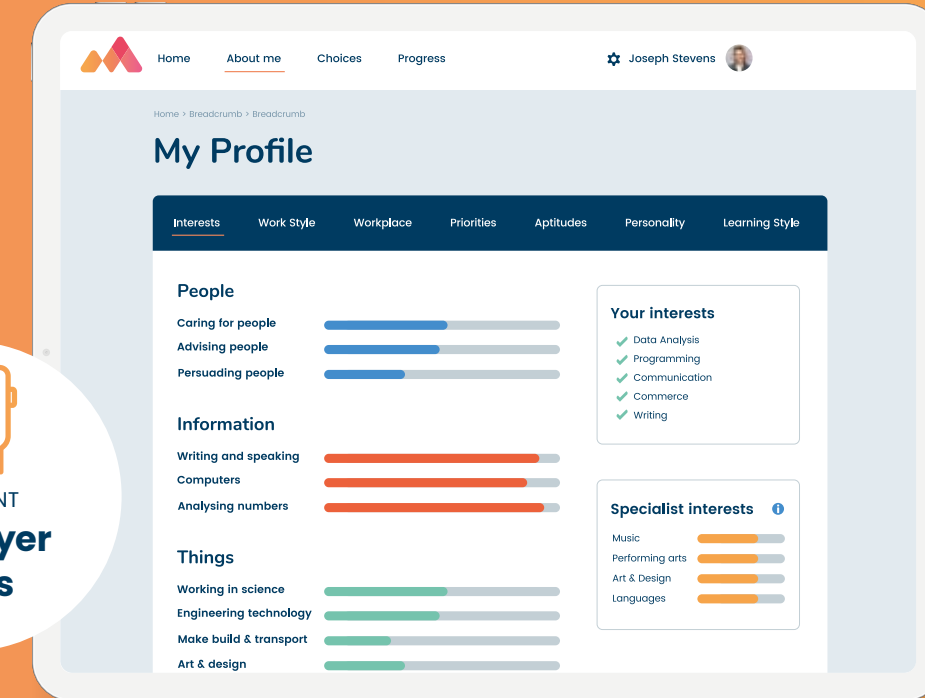 Home About me Choices Progress Joseph Stevens
Home > Breadcrumb > Breadcrumb
My Profile
Interests Work Style Workplace Priorities Aptitudes Personality Learning Style
People
Caring for people
Advising people
Persuading people
Information
Writing and speaking
Computers
Analysing numbers
Things
Working in science
Engineering technology
Make build & transport
Art & design
Your interests
Data Analysis
Programming
Communication
Commerce
Writing
Specialist interests
Music
Performing arts
Art & Design
Languages
NT
yer
s